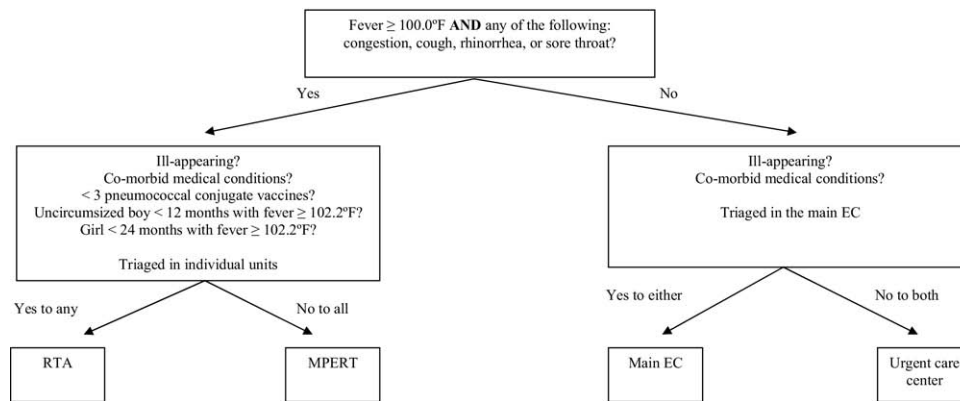 Fever ≥ 100.0ºF AND any of the following:
congestion, cough, rhinorrhea, or sore throat?
Yes
No
Ill-appearing?
Co-morbid medical conditions?
< 3 pneumococcal conjugate vaccines?
Uncircumsized boy < 12 months with fever ≥ 102.2ºF?
Girl < 24 months with fever ≥ 102.2ºF?
Triaged in individual units
Ill-appearing?
Co-morbid medical conditions?
Triaged in the main EC
Yes to any
No to all
Yes to either
No to both
RTA
MPERT
Main EC
Urgent care
center